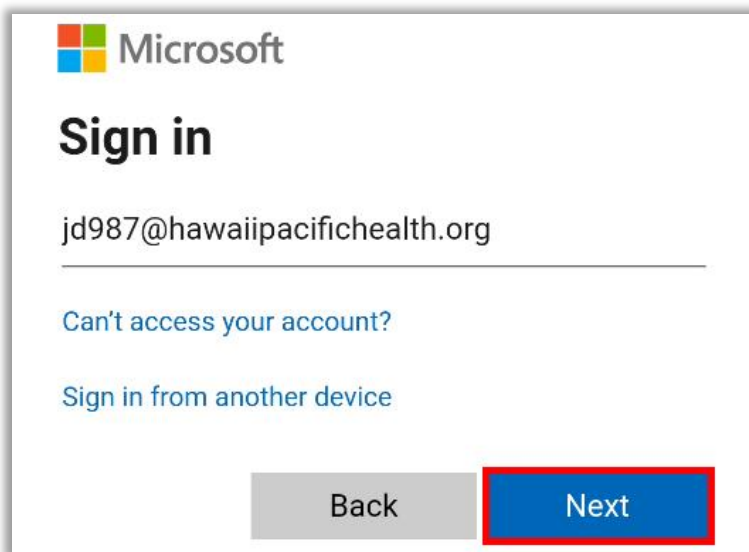 Microsoft
Sign in
jd987@hawaiipacifichealth.org
Can't access your account?
Sign in from another device
Back Next